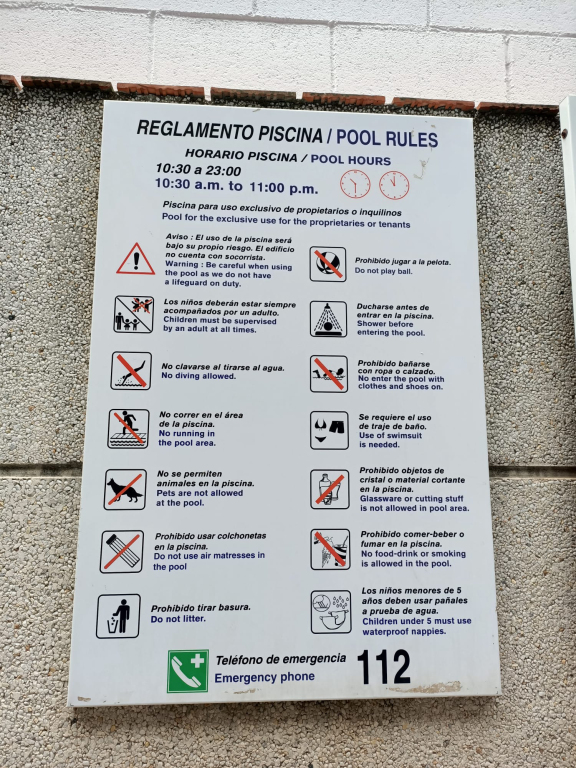 REGLAMENTO PISCINA / POOL RULES
HORARIO PISCINA / POOL HOURS
10:30 a 23:00
10:30 a.m. to 11:00 p.m.
Piscina para uso exclusivo de propietarios o inquilinos
Pool for the exclusive use for the proprietaries or tenants
Aviso : El uso de la piscina será
bajo su propio riesgo. El edificio
no cuenta con socorrista.
Warning : Be careful when using
the pool as we do not have
a lifeguard on duty.
Prohibido jugar a la pelota.
Do not play ball.
Los niños deberán estar siempre
acompañados por un adulto.
Children must be supervised
by an adult at all times.
Ducharse antes de
entrar en la piscina.
Shower before
entering the pool.
No clavarse al tirarse al agua.
No diving allowed.
Prohibido bañarse
con ropa o calzado.
No enter the pool with
clothes and shoes on.
No correr en el área
de la piscina.
No running in
the pool area.
Se requiere el uso
de traje de baño.
Use of swimsuit
is needed.
No se permiten
animales en la piscina.
Pets are not allowed
at the pool.
Prohibido objetos de
cristal o material cortante
en la piscina.
Glassware or cutting stuff
is not allowed in pool area.
Prohibido usar colchonetas
en la piscina.
Do not use air matresses in
the pool
Prohibido comer-beber o
fumar en la piscina.
No food-drink or smoking
is allowed in the pool.
Prohibido tirar basura.
Do not litter.
Los niños menores de 5
años deben usar pañales
a prueba de agua.
Children under 5 must use
waterproof nappies.
Teléfono de emergencia
Emergency phone
112